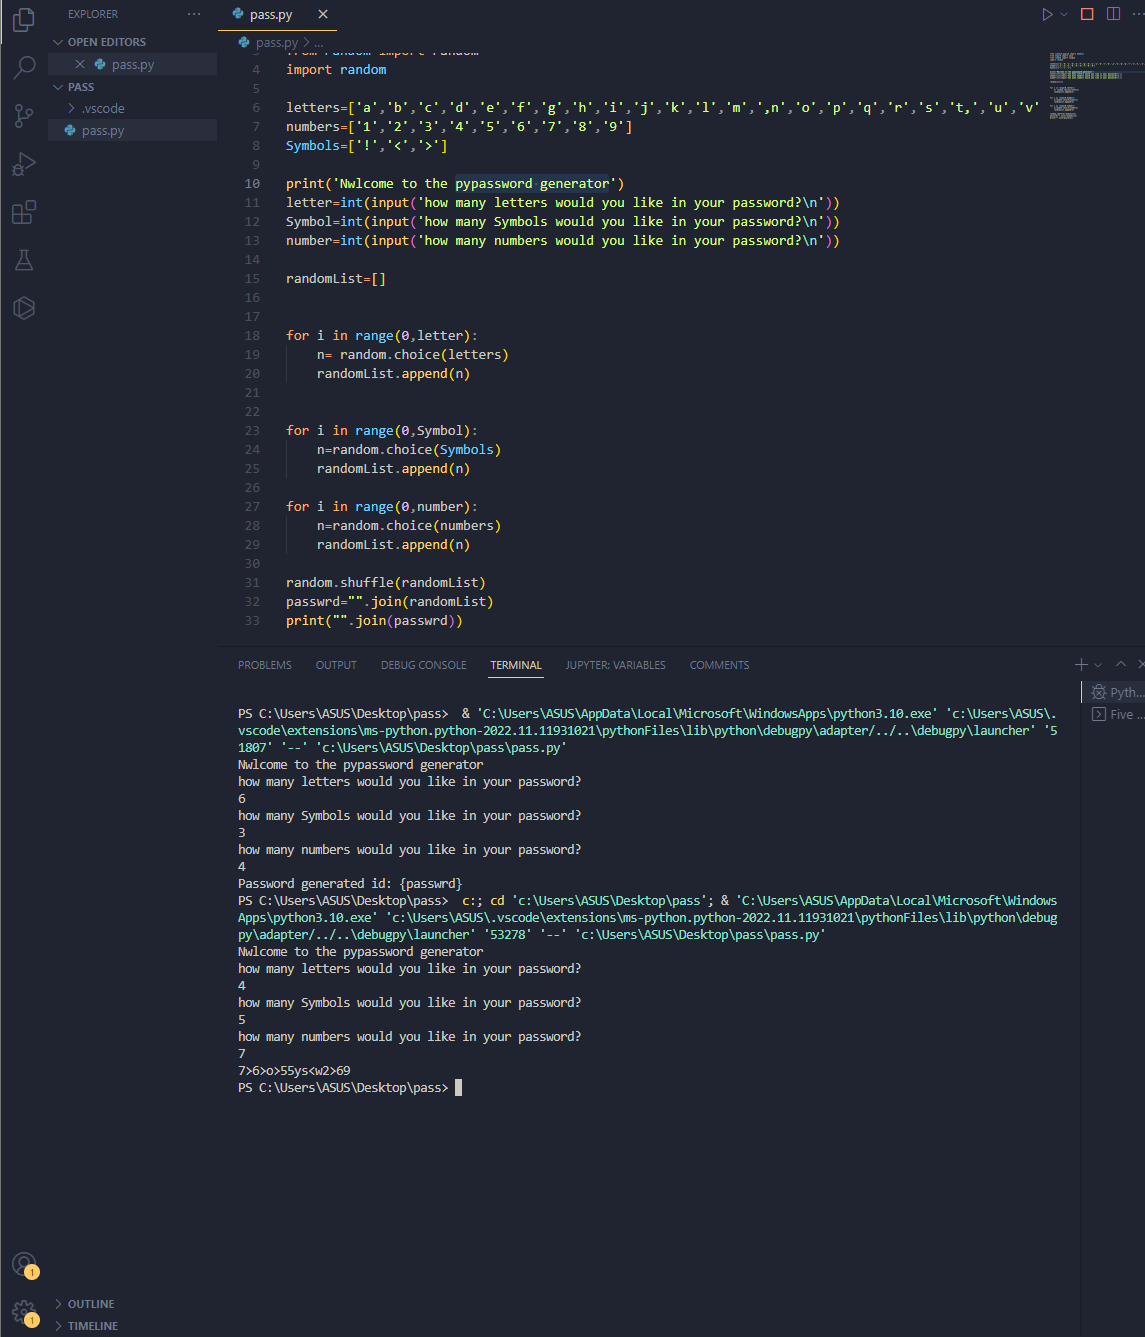 EXPLORER
OPEN EDITORS
pass.py
PASS
.vscode
pass.py
OUTLINE
TIMELINE
1
1
pass.py
pass.py > ...
3 from random import random
4 import random
5
6 letters=['a','b','c','d','e','f','g','h','i','j','k','l','m',',n','o','p','q','r','s','t,','u','v'
7 numbers=['1','2','3','4','5','6','7','8','9']
8 Symbols=['!','<','>']
9
10 print('Nwlcome to the pypassword generator')
11 letter=int(input('how many letters would you like in your password?\n'))
12 Symbol=int(input('how many Symbols would you like in your password?\n'))
13 number=int(input('how many numbers would you like in your password?\n'))
14
15 randomList=[]
16
17
18 for i in range(0,letter):
19 n= random.choice(letters)
20 randomList.append(n)
21
22
23 for i in range(0,Symbol):
24 n=random.choice(Symbols)
25 randomList.append(n)
26
27 for i in range(0,number):
28 n=random.choice(numbers)
29 randomList.append(n)
30
31 random.shuffle(randomList)
32 passwrd="".join(randomList)
33 print("".join(passwrd))
PROBLEMS OUTPUT DEBUG CONSOLE TERMINAL JUPYTER: VARIABLES COMMENTS
Pyth...
Five ...
PS C:\Users\ASUS\Desktop\pass>  & 'C:\Users\ASUS\AppData\Local\Microsoft\WindowsApps\python3.10.exe' 'c:\Users\ASUS\.
vscode\extensions\ms-python.python-2022.11.11931021\pythonFiles\lib\python\debugpy\adapter/../..\debugpy\launcher' '5
1807' '--' 'c:\Users\ASUS\Desktop\pass\pass.py'
Nwlcome to the pypassword generator
how many letters would you like in your password?
6
how many Symbols would you like in your password?
3
how many numbers would you like in your password?
4
Password generated id: {passwrd}
PS C:\Users\ASUS\Desktop\pass>  c:; cd 'c:\Users\ASUS\Desktop\pass'; & 'C:\Users\ASUS\AppData\Local\Microsoft\Windows
Apps\python3.10.exe' 'c:\Users\ASUS\.vscode\extensions\ms-python.python-2022.11.11931021\pythonFiles\lib\python\debug
py\adapter/../..\debugpy\launcher' '53278' '--' 'c:\Users\ASUS\Desktop\pass\pass.py'
Nwlcome to the pypassword generator
how many letters would you like in your password?
4
how many Symbols would you like in your password?
5
how many numbers would you like in your password?
7
7>6>o>55ys<w2>69
PS C:\Users\ASUS\Desktop\pass>